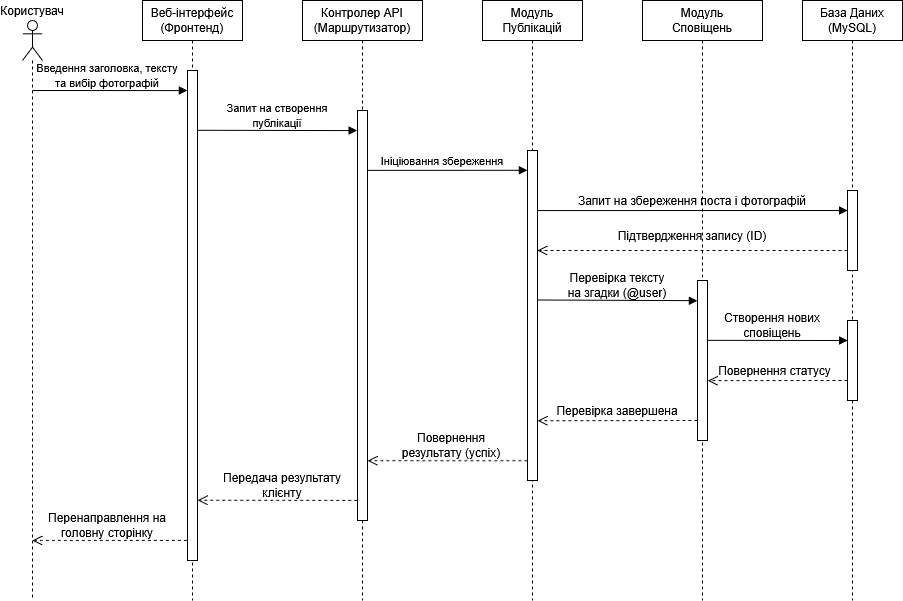 Користувач
Веб-інтерфейс
(Фронтенд)
Контролер API
(Маршрутизатор)
Модуль
Публікацій
Модуль
Сповіщень
База Даних
(MySQL)
Введення заголовка, тексту
та вибір фотографій
Запит на створення
публікації
Ініціювання збереження
Запит на збереження поста і фотографій
Підтвердження запису (ID)
Перевірка тексту
на згадки (@user)
Створення нових
сповіщень
Повернення статусу
Перевірка завершена
Повернення
результату (успіх)
Передача результату
клієнту
Перенаправлення на
головну сторінку